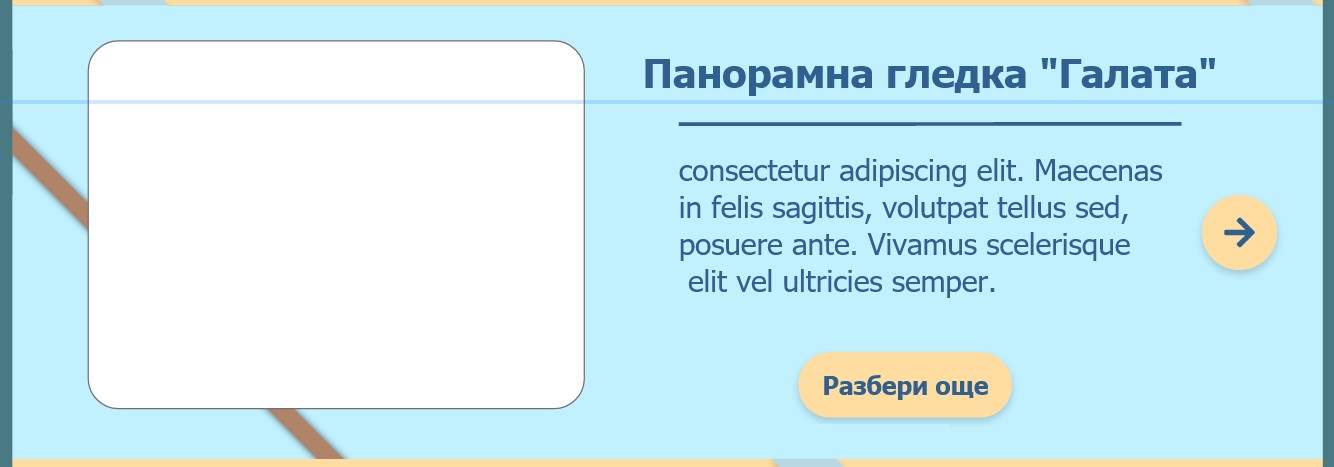 Панорамна гледка "Галата"
consectetur adipiscing elit. Maecenas
in felis sagittis, volutpat tellus sed,
posuere ante. Vivamus scelerisque
elit vel ultricies semper.
Разбери още